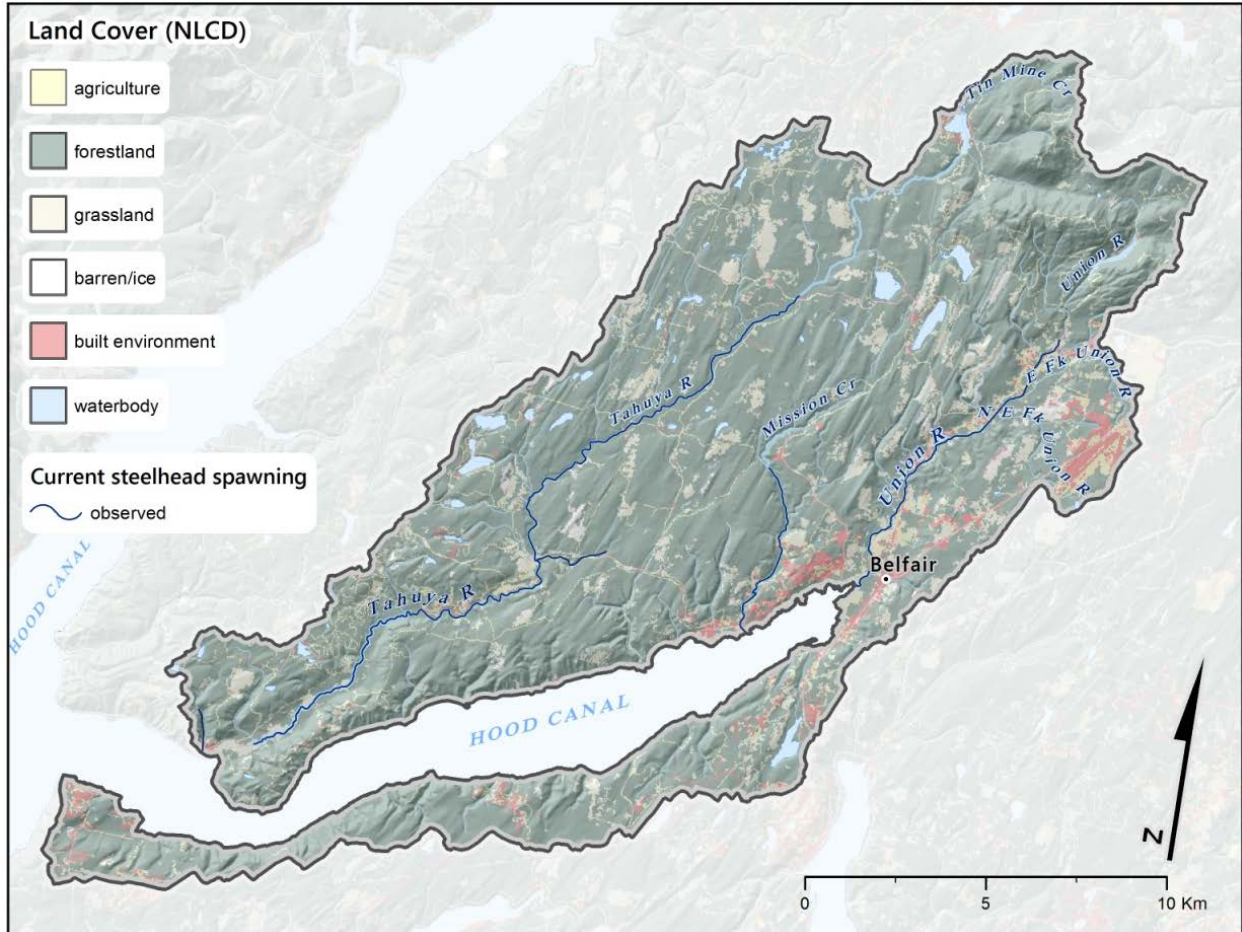 Land Cover (NLCD)
agriculture
forestland
grassland
barren/ice
built environment
waterbody
Current steelhead spawning
observed
HOOD CANAL
Tin Mine Cr
Union R
E Fk Union R
N E Fk Union R
Tahuya R
Mission Cr
Union R
Belfair
Tahuya R
HOOD CANAL
N
0 5 10 Km